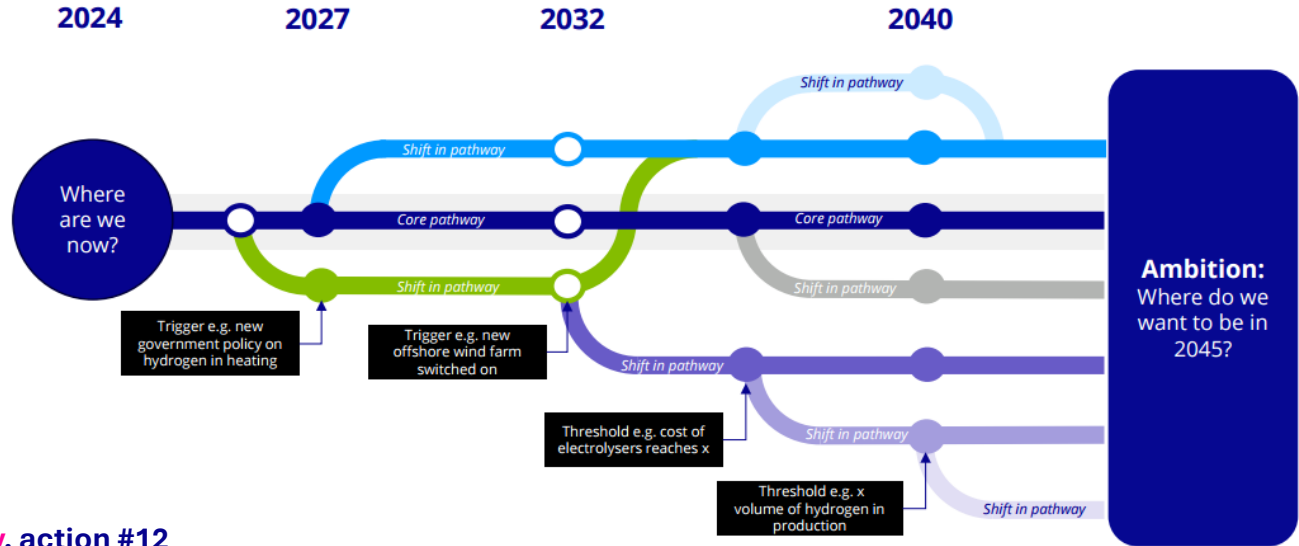 2024
2027
2032
2040
Shift in pathway
Shift in pathway
Where
are we
now?
Core pathway
Core pathway
Shift in pathway
Shift in pathway
Ambition:
Where do we
want to be in
2045?
Trigger e.g. new
government policy on
hydrogen in heating
Trigger e.g. new
offshore wind farm
switched on
Shift in pathway
Threshold e.g. cost of
electrolysers reaches x
Shift in pathway
Threshold e.g. x
volume of hydrogen in
production
Shift in pathway
, action #12